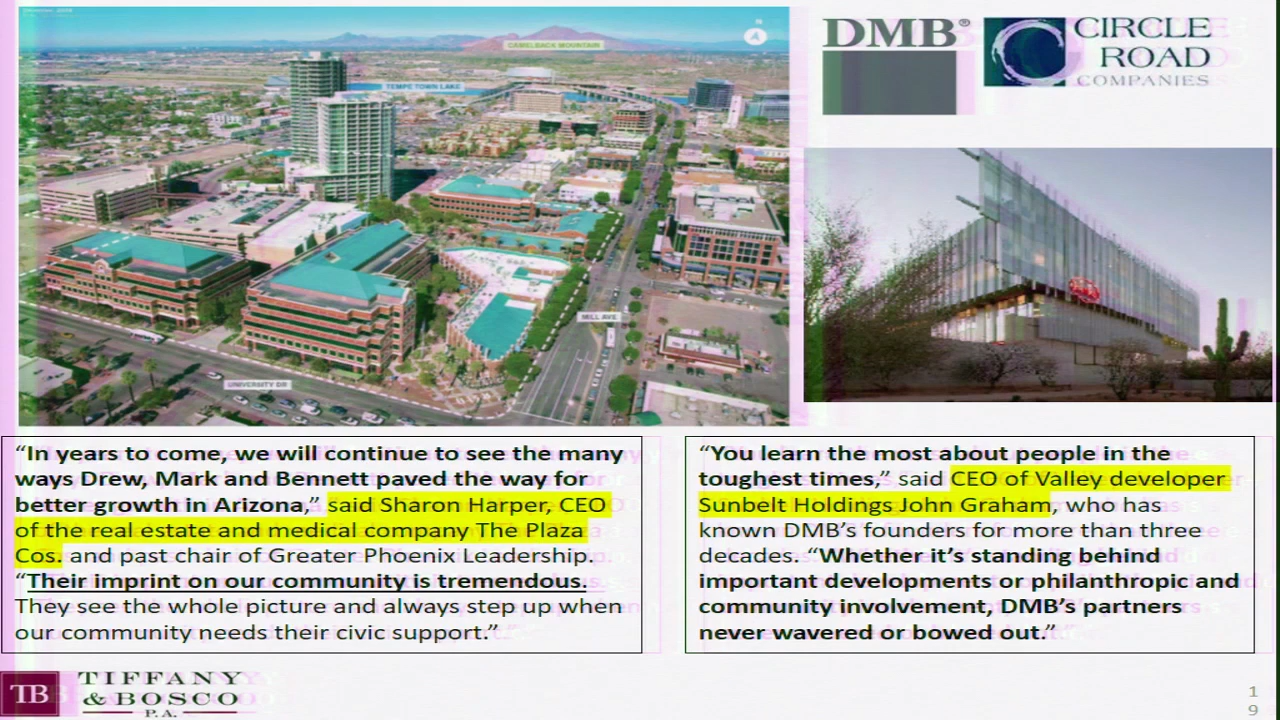 CAMELBACK MOUNTAIN
N
TEMPE TOWN LAKE
MILL AVE
UNIVERSITY DR
DMB®
CIRCLE
ROAD
COMPANIES
“In years to come, we will continue to see the many
ways Drew, Mark and Bennett paved the way for
better growth in Arizona,” said Sharon Harper, CEO
of the real estate and medical company The Plaza
Cos. and past chair of Greater Phoenix Leadership.
“Their imprint on our community is tremendous.
They see the whole picture and always step up when
our community needs their civic support.”
“You learn the most about people in the
toughest times,” said CEO of Valley developer
Sunbelt Holdings John Graham, who has
known DMB’s founders for more than three
decades. “Whether it’s standing behind
important developments or philanthropic and
community involvement, DMB’s partners
never wavered or bowed out.”
TB
TIFFANY
&BOSCO
P.A.
1
9